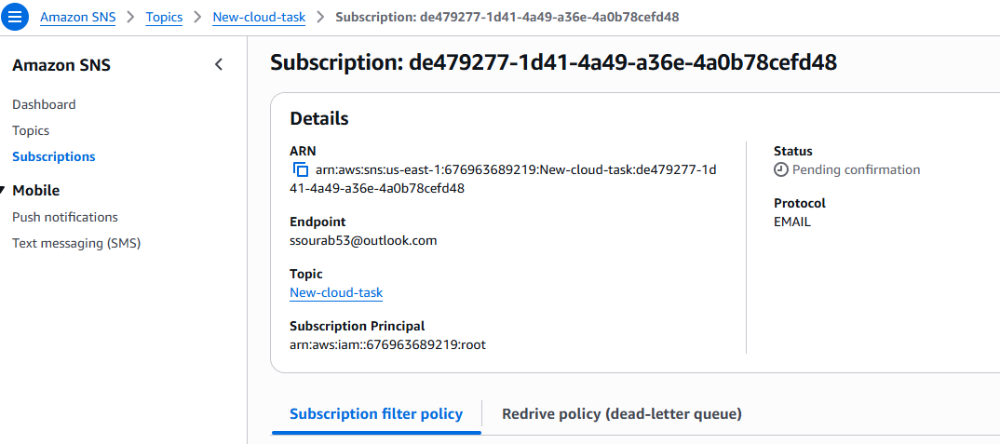 Amazon SNS > Topics > New-cloud-task > Subscription: de479277-1d41-4a49-a36e-4a0b78cefd48
Amazon SNS
Dashboard
Topics
Subscriptions
Mobile
Push notifications
Text messaging (SMS)
Subscription: de479277-1d41-4a49-a36e-4a0b78cefd48
Details
ARN
arn:aws:sns:us-east-1:676963689219:New-cloud-task:de479277-1d
41-4a49-a36e-4a0b78cefd48
Endpoint
ssourab53@outlook.com
Topic
New-cloud-task
Subscription Principal
arn:aws:iam::676963689219:root
Status
Pending confirmation
Protocol
EMAIL
Subscription filter policy
Redrive policy (dead-letter queue)